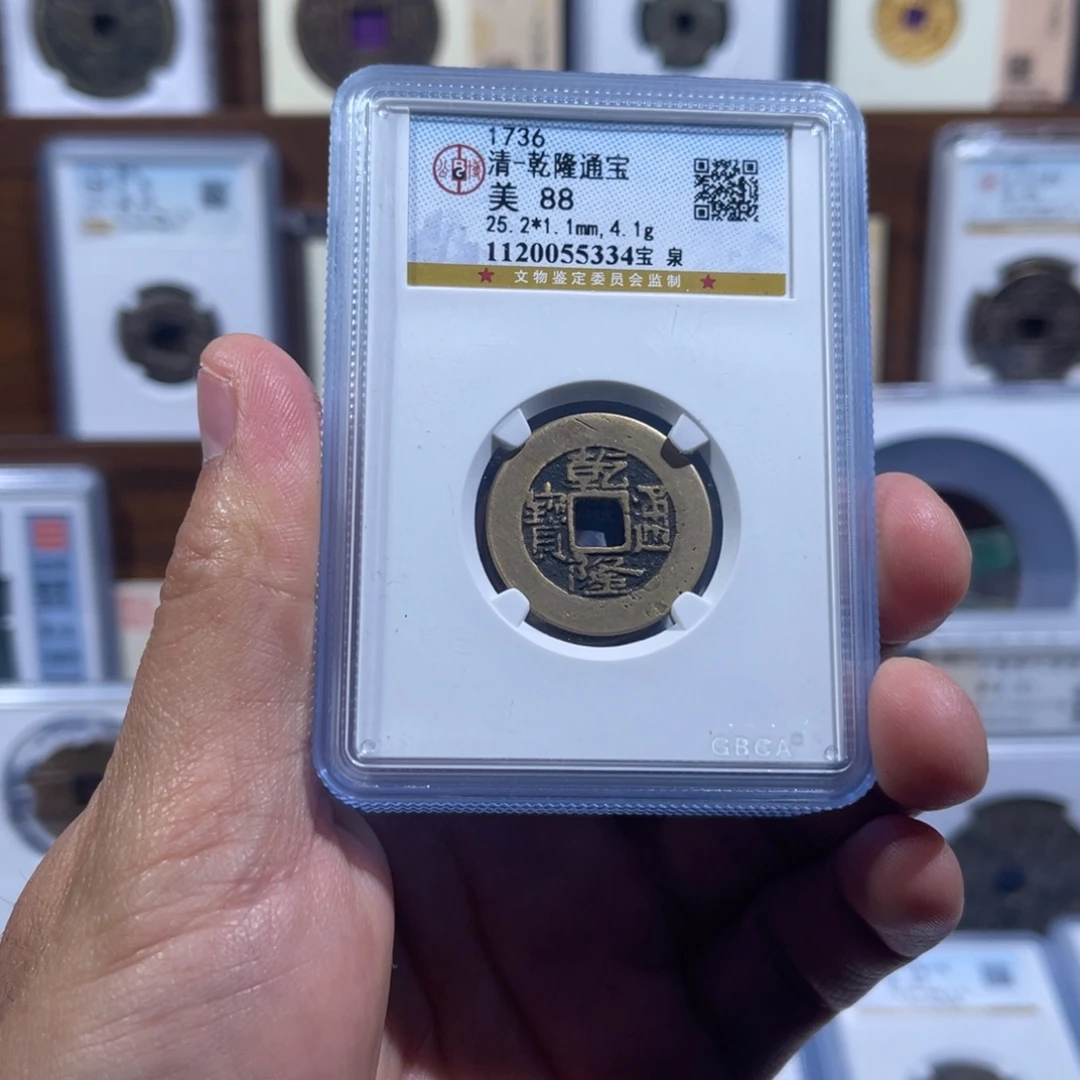 1736
清-乾隆通宝
美 88
25.2*1.1mm,4.1g
1120055334宝 泉
文物鉴定委员会监制
乾
寶 通
隆
GBCA